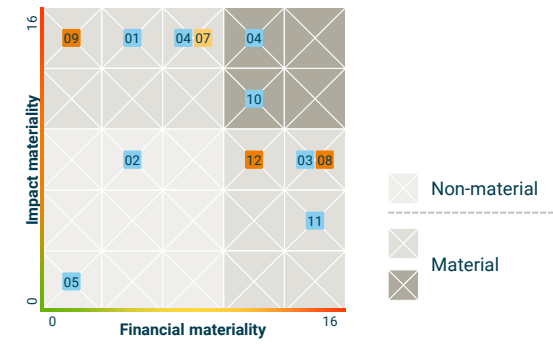 16
09 01 04 07 04
10
02 12 03 08
11
05
0
Impact materiality
0 16
Financial materiality
Non-material
Material